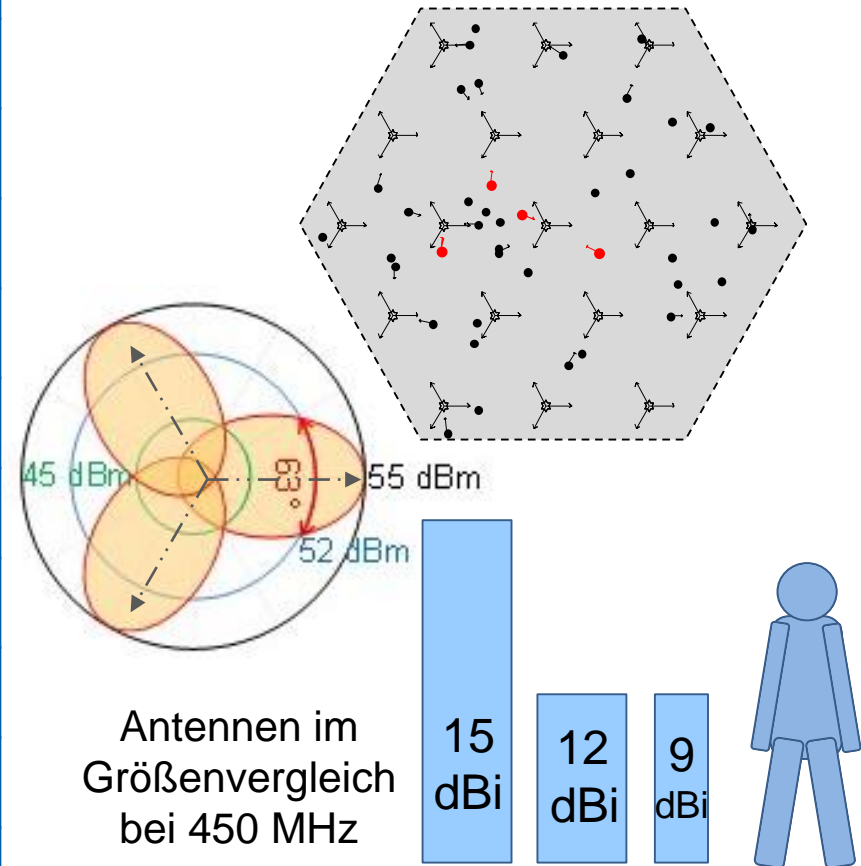 45 dBm
63°
55 dBm
52 dBm
Antennen im
Größenvergleich
bei 450 MHz
15
dBi
12
dBi
9
dBi